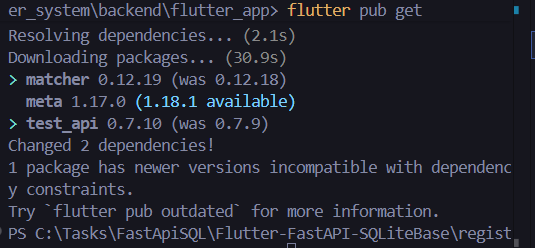 er_system\backend\flutter_app> flutter pub get
Resolving dependencies... (2.1s)
Downloading packages... (30.9s)
> matcher 0.12.19 (was 0.12.18)
  meta 1.17.0 (1.18.1 available)
> test_api 0.7.10 (was 0.7.9)
Changed 2 dependencies!
1 package has newer versions incompatible with dependenc
y constraints.
Try `flutter pub outdated` for more information.
PS C:\Tasks\FastApiSQL\Flutter-FastAPI-SQLiteBase\regist